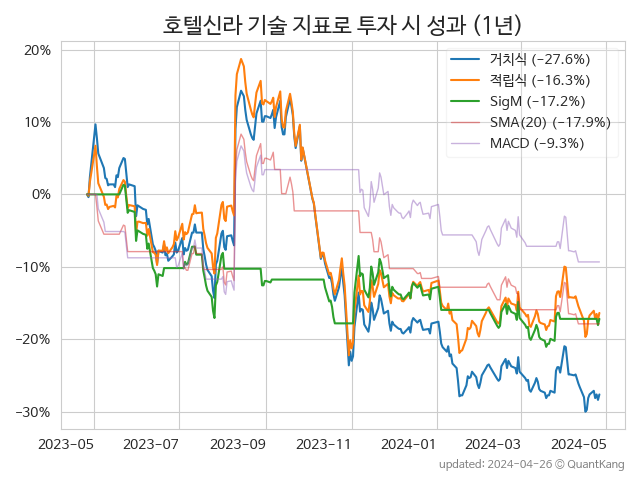 호텔신라 기술 지표로 투자 시 성과 (1년)
거치식 (−27.6%)
적립식 (−16.3%)
SigM (−17.2%)
SMA(20) (−17.9%)
MACD (−9.3%)
20%
10%
0%
−10%
−20%
−30%
2023-05 2023-07 2023-09 2023-11 2024-01 2024-03 2024-05
updated: 2024-04-26 © QuantKang